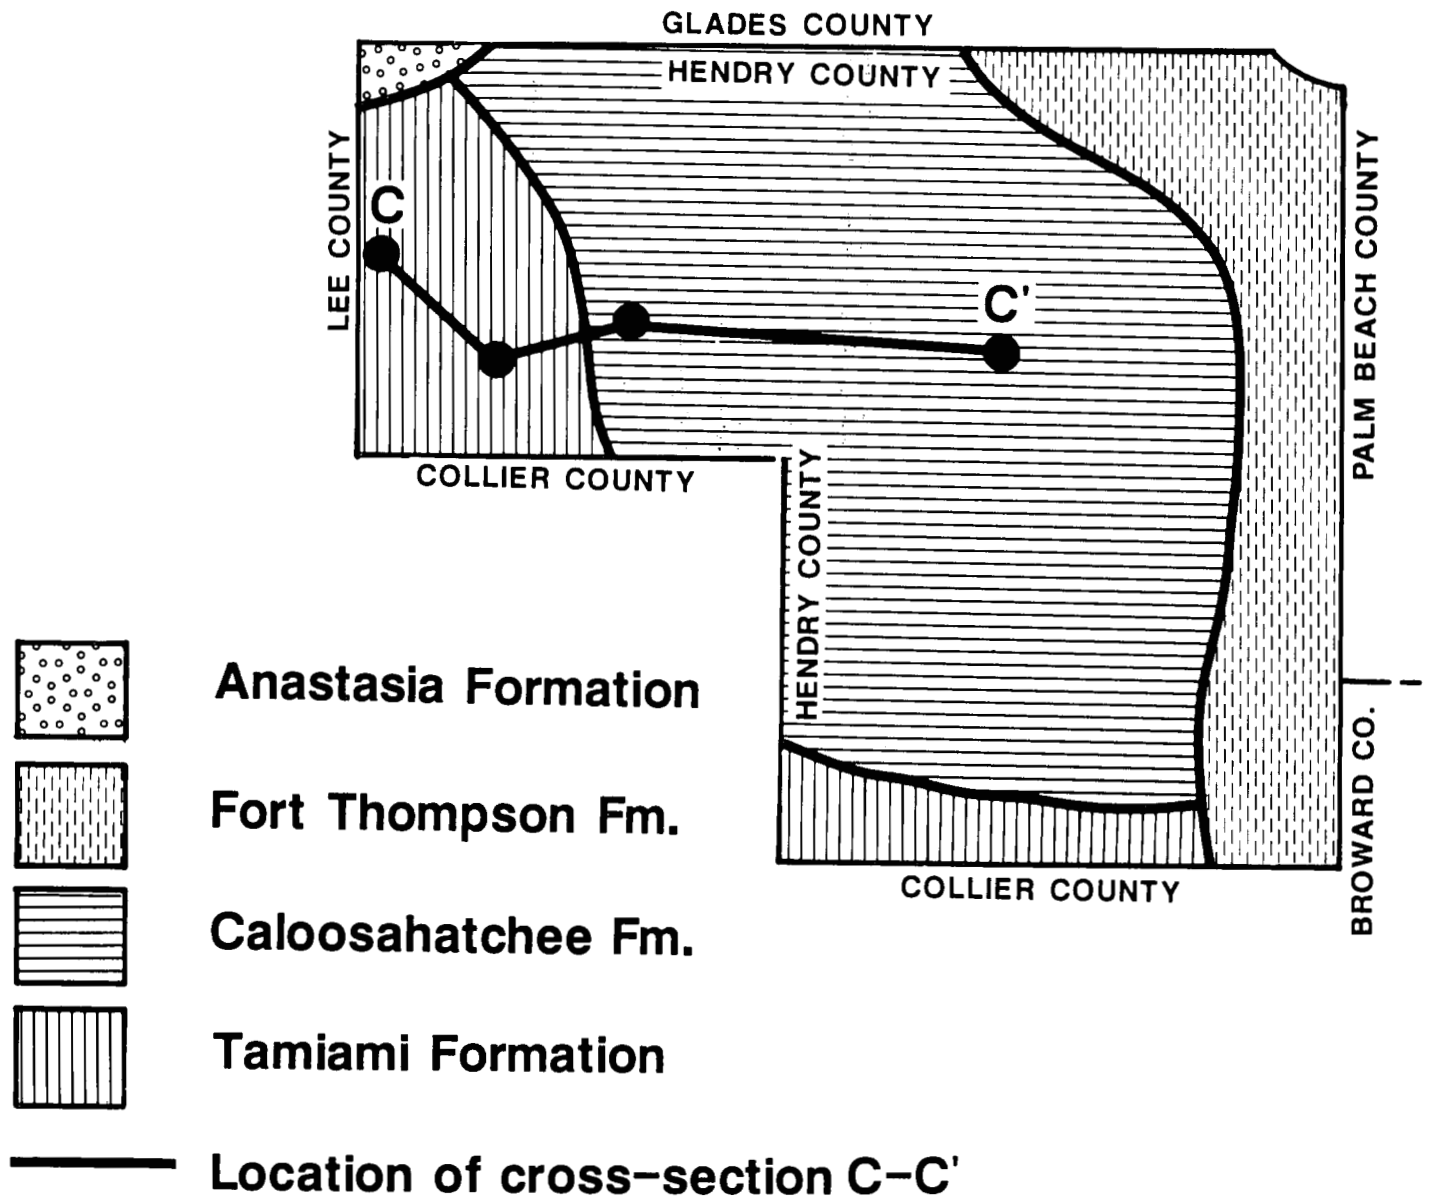 GLADES COUNTY
HENDRY COUNTY
LEE COUNTY
C
C'
PALM BEACH COUNTY
COLLIER COUNTY
HENDRY COUNTY
COLLIER COUNTY
BROWARD CO.
Anastasia Formation
Fort Thompson Fm.
Caloosahatchee Fm.
Tamiami Formation
Location of cross-section C-C'